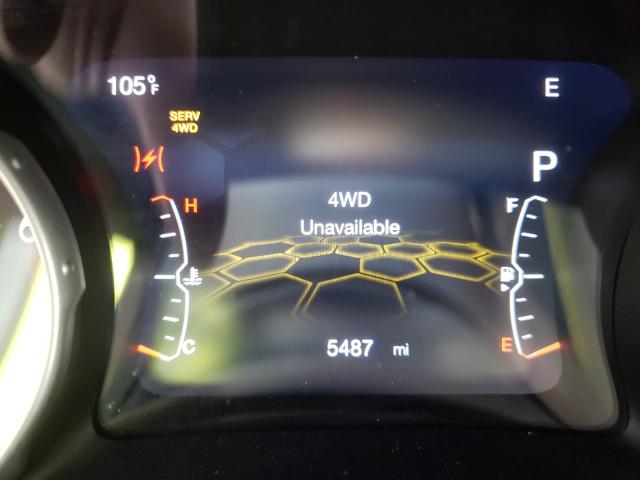 105°F
E
SERV
4WD
P
H
F
4WD
Unavailable
C
E
5487 mi